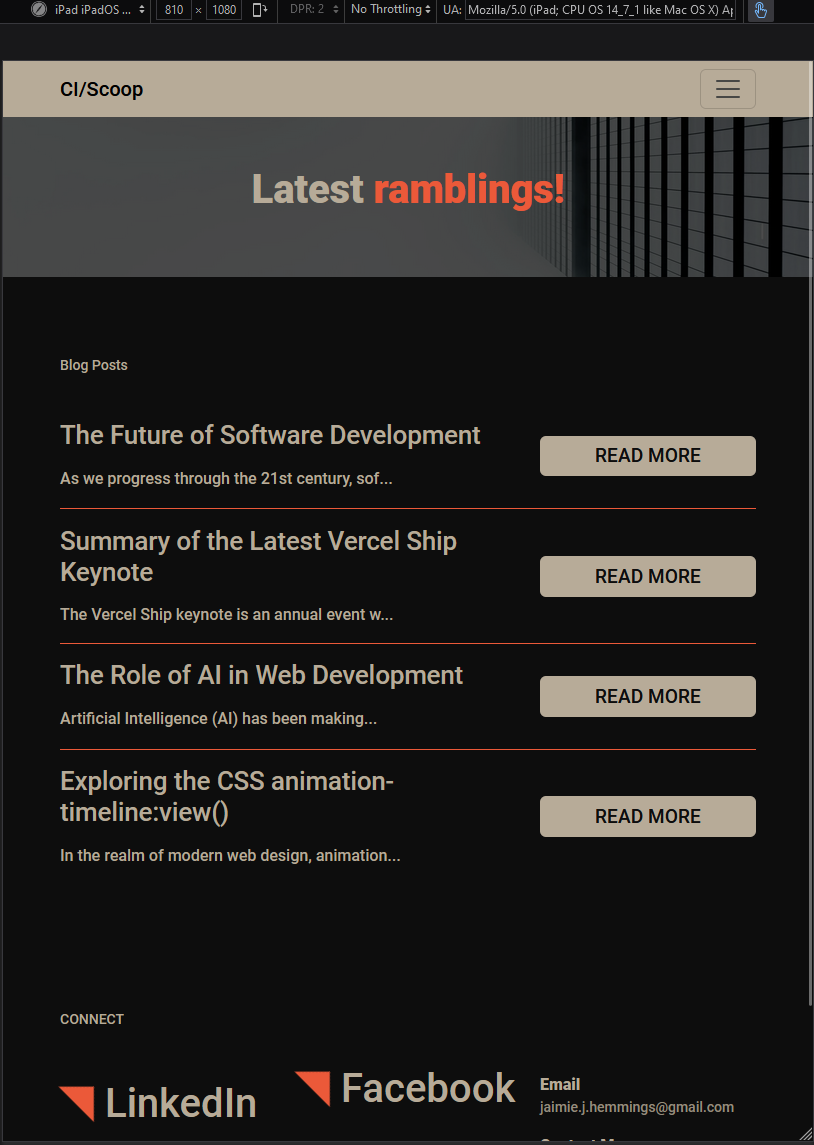 iPad iPadOS ... 810 × 1080 DPR: 2 No Throttling UA: Mozilla/5.0 (iPad; CPU OS 14_7_1 like Mac OS X) A
CI/Scoop
Latest ramblings!
Blog Posts
The Future of Software Development
As we progress through the 21st century, sof...
READ MORE
Summary of the Latest Vercel Ship
Keynote
The Vercel Ship keynote is an annual event w...
READ MORE
The Role of AI in Web Development
Artificial Intelligence (AI) has been making...
READ MORE
Exploring the CSS animation-
timeline:view()
In the realm of modern web design, animation...
READ MORE
CONNECT
LinkedIn
Facebook
Email
jaimie.j.hemmings@gmail.com